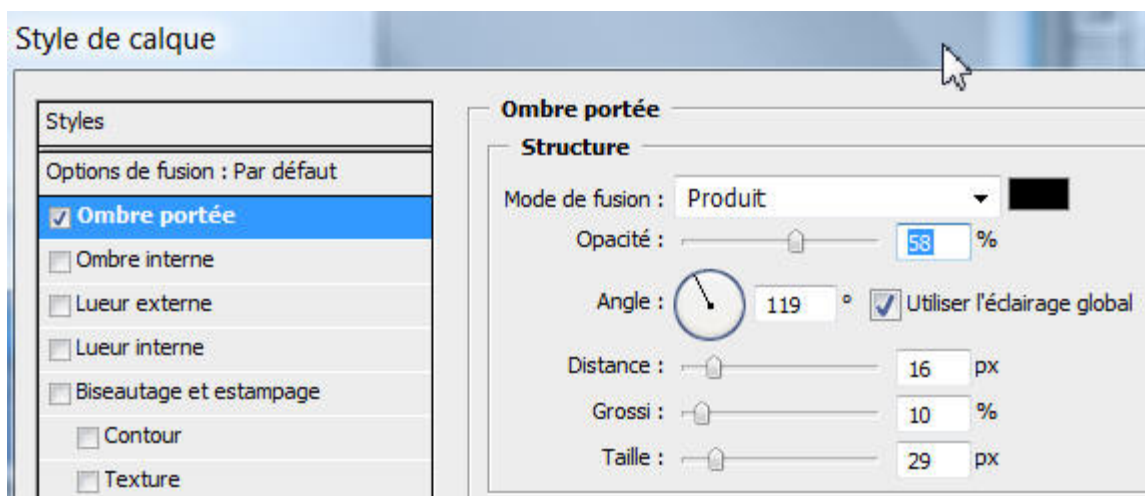 Style de calque
Styles
Options de fusion : Par défaut
Ombre portée
Ombre interne
Lueur externe
Lueur interne
Biseautage et estampage
Contour
Texture
Ombre portée
Structure
Mode de fusion : Produit
Opacité : 58 %
Angle : 119 ° Utiliser l'éclairage global
Distance : 16 px
Grossi : 10 %
Taille : 29 px